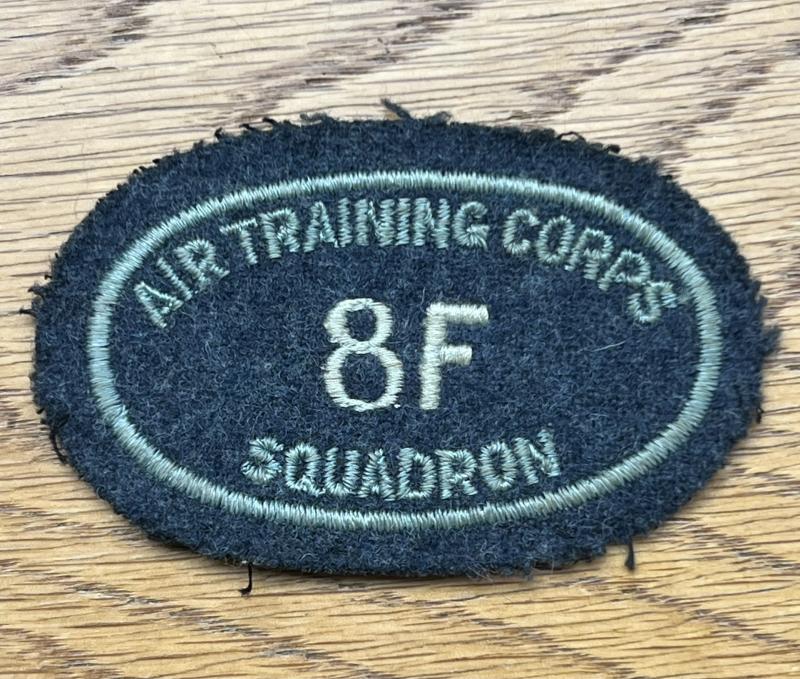 AIR TRAINING CORPS
8F
SQUADRON